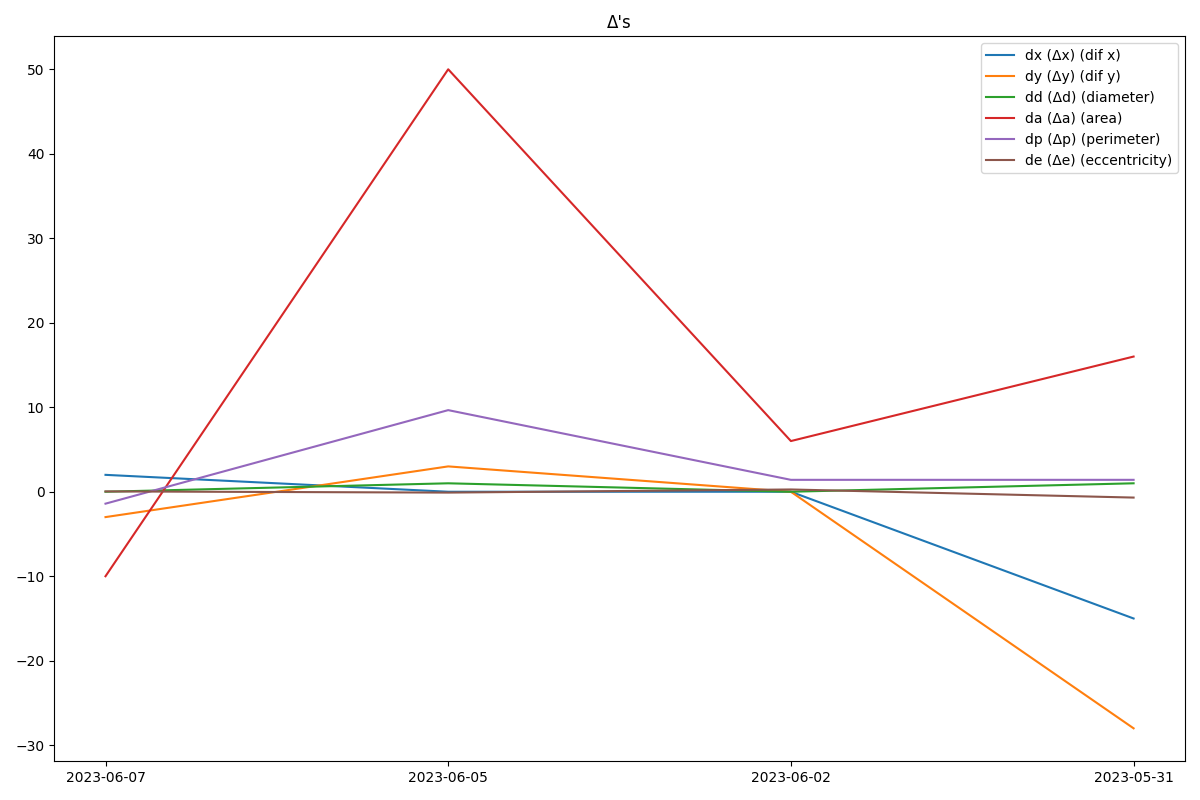 Δ's
dx (Δx) (dif x)
dy (Δy) (dif y)
dd (Δd) (diameter)
da (Δa) (area)
dp (Δp) (perimeter)
de (Δe) (eccentricity)
50
40
30
20
10
0
−10
−20
−30
2023-06-07 2023-06-05 2023-06-02 2023-05-31